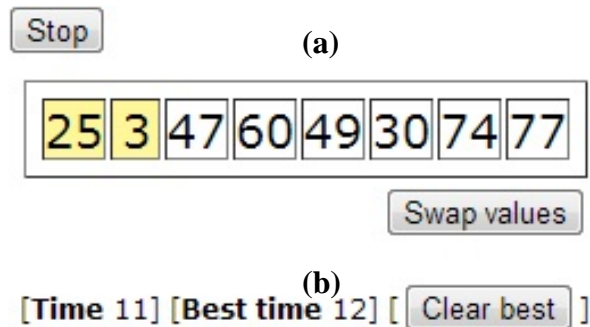 Stop
(a)
25 3 47 60 49 30 74 77
Swap values
(b)
[Time 11] [Best time 12] [ Clear best ]